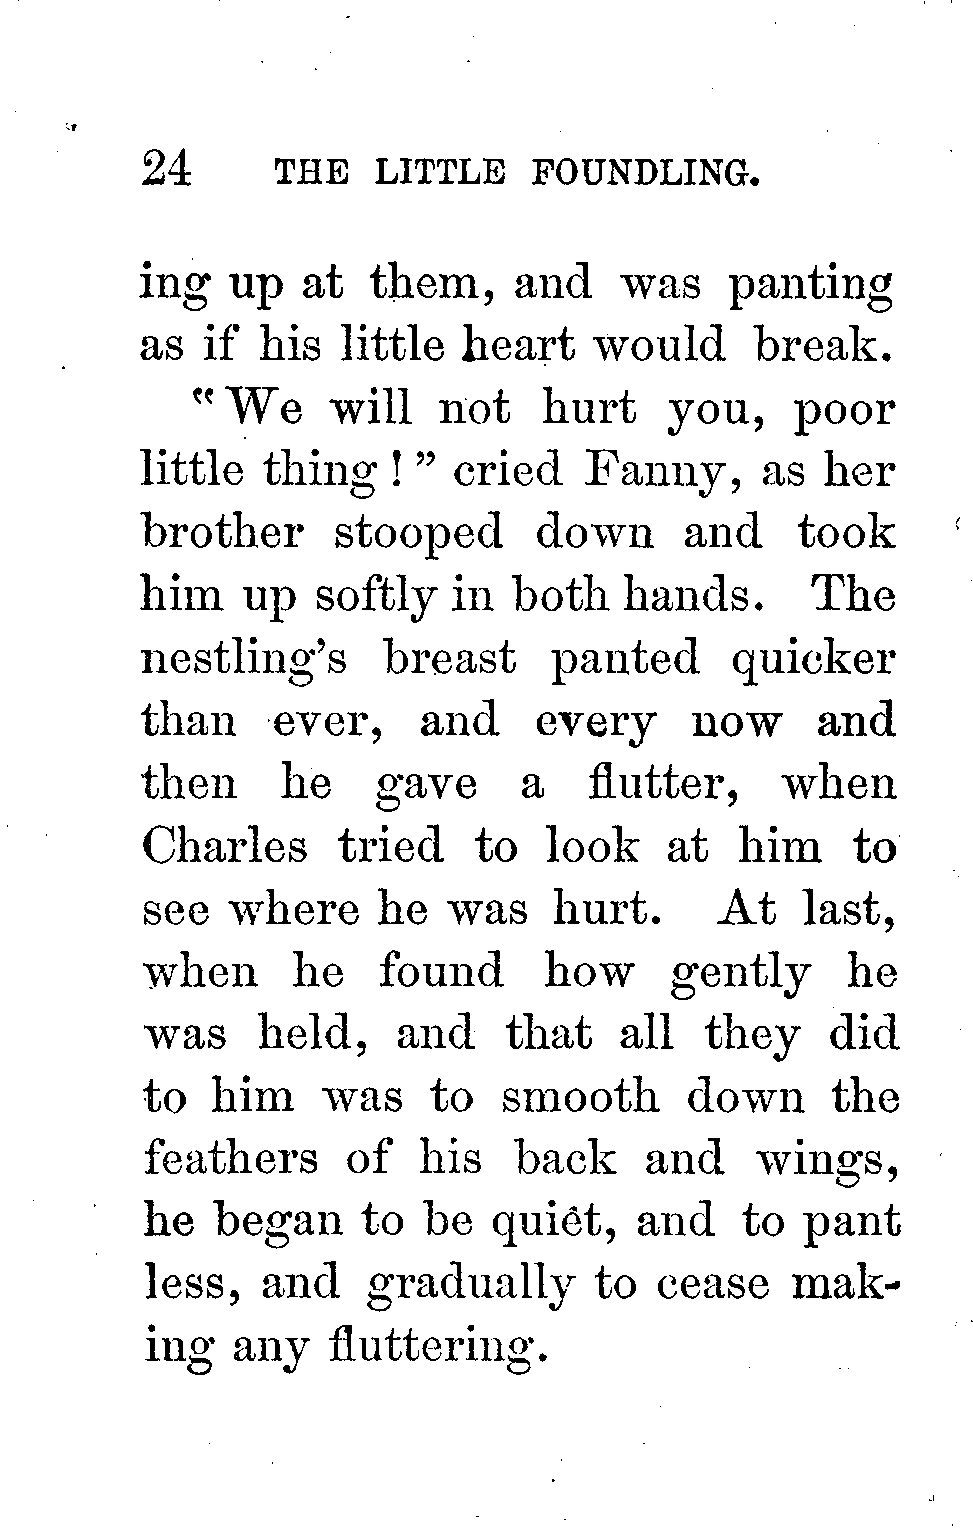 24 THE LITTLE FOUNDLING.
ing up at them, and was panting
as if his little heart would break.
"We will not hurt you, poor
little thing!" cried Fanny, as her
brother stooped down and took
him up softly in both hands. The
nestling's breast panted quicker
than ever, and every now and
then he gave a flutter, when
Charles tried to look at him to
see where he was hurt. At last,
when he found how gently he
was held, and that all they did
to him was to smooth down the
feathers of his back and wings,
he began to be quiet, and to pant
less, and gradually to cease mak-
ing any fluttering.